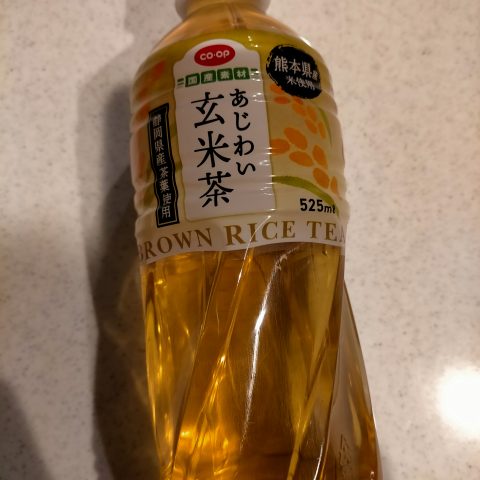 CO·OP
国産素材
熊本県産
米使用
あじわい
玄米茶
静岡県産茶葉使用
525ml
BROWN RICE TEA